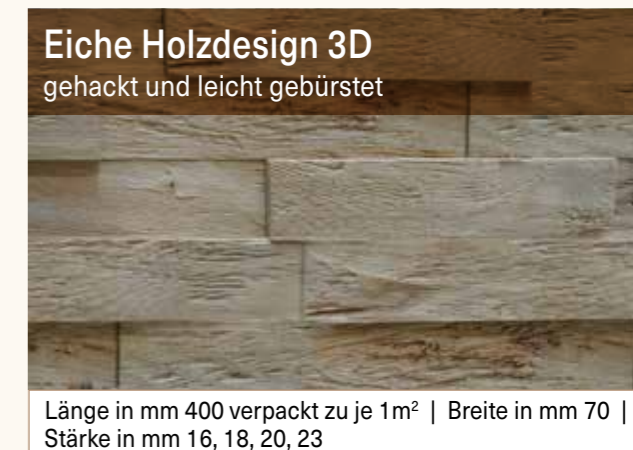 Eiche Holzdesign 3D
gehackt und leicht gebürstet
Länge in mm 400 verpackt zu je 1m² | Breite in mm 70 |
Stärke in mm 16, 18, 20, 23